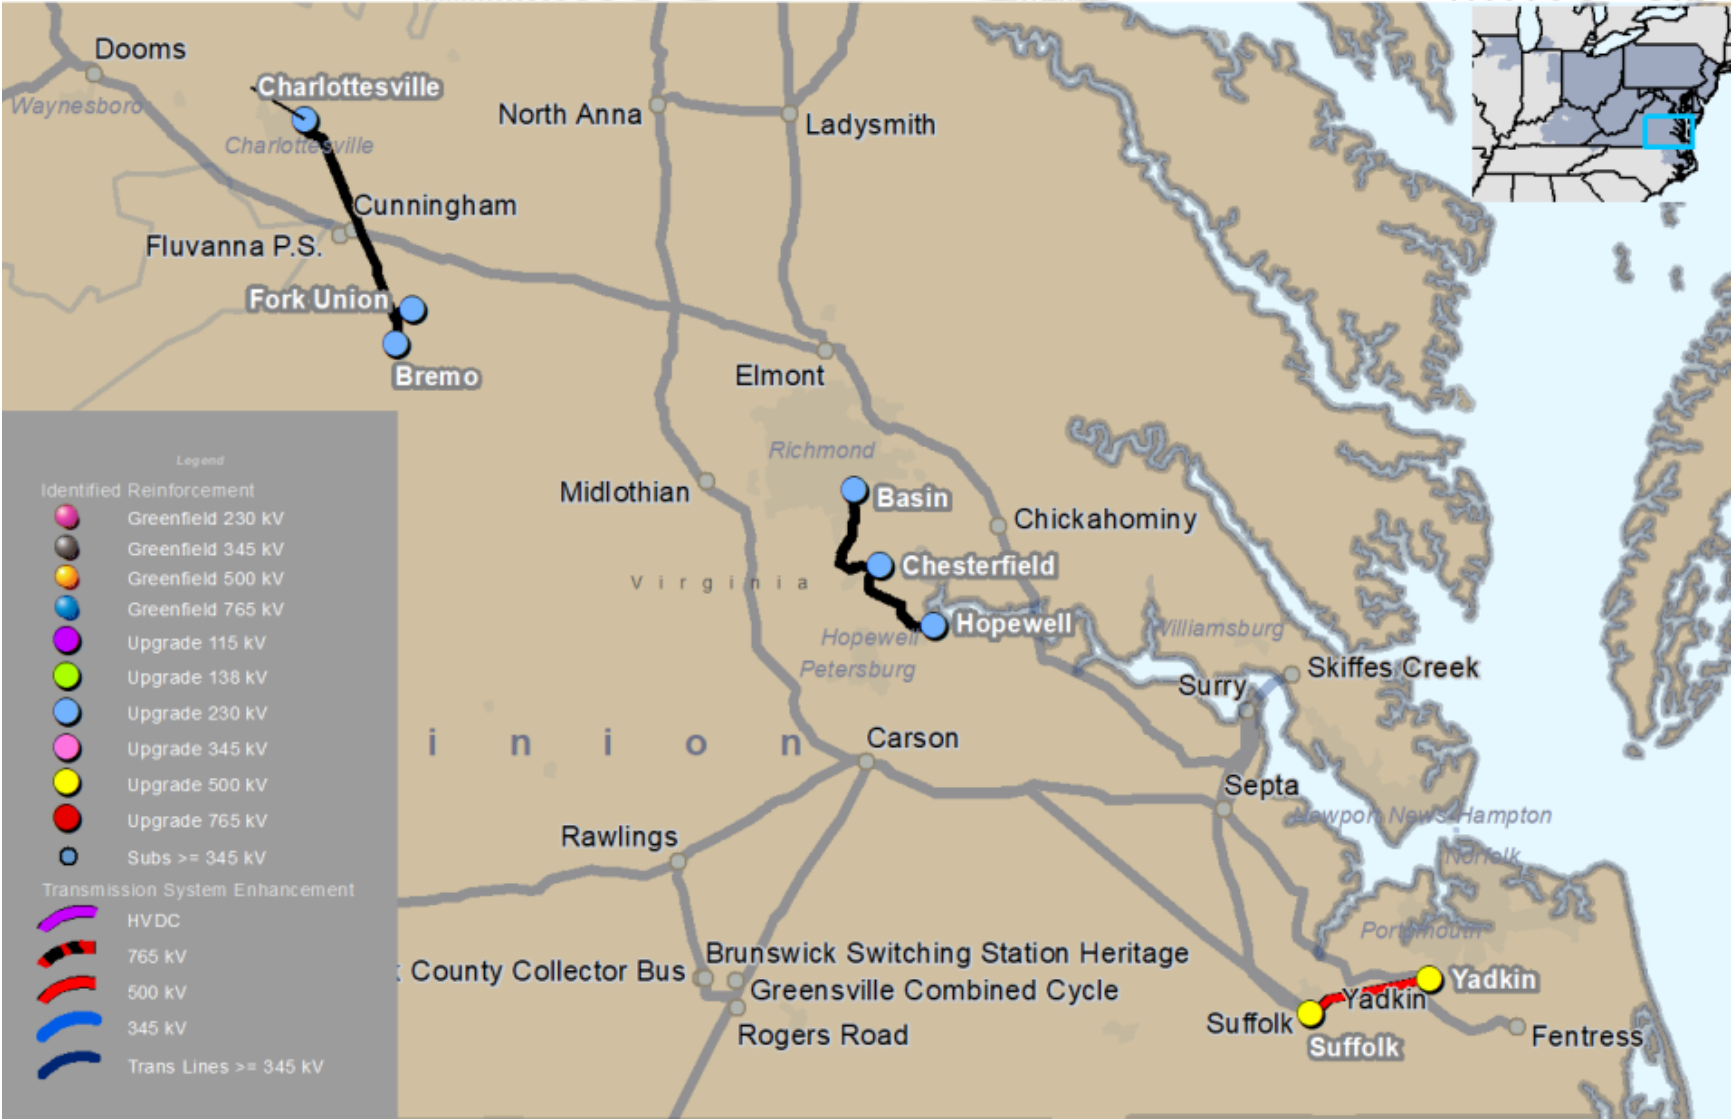 Dooms
Charlottesville
Waynesboro
North Anna
Ladysmith
Charlottesville
Cunningham
Fluvanna P.S.
Fork Union
Bremo
Elmont
Richmond
Midlothian
Basin
Chickahominy
Chesterfield
Virginia
Hopewell
Hopewell
Williamsburg
Petersburg
Skiffes Creek
Surry
inion
Carson
Septa
Newport News Hampton
Rawlings
Norfolk
Portsmouth
Brunswick Switching Station Heritage
County Collector Bus
Greensville Combined Cycle
Yadkin
Yadkin
Rogers Road
Suffolk
Suffolk
Fentress
Legend
Identified Reinforcement
Greenfield 230 kV
Greenfield 345 kV
Greenfield 500 kV
Greenfield 765 kV
Upgrade 115 kV
Upgrade 138 kV
Upgrade 230 kV
Upgrade 345 kV
Upgrade 500 kV
Upgrade 765 kV
Subs >= 345 kV
Transmission System Enhancement
HVDC
765 kV
500 kV
345 kV
Trans Lines >= 345 kV